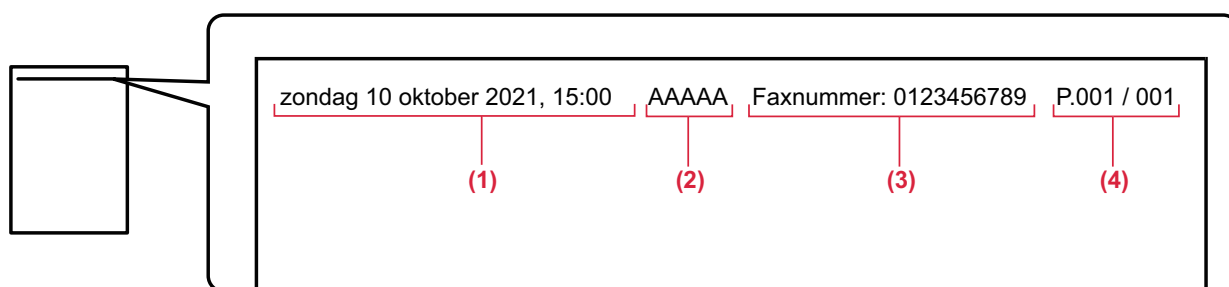 zondag 10 oktober 2021, 15:00 AAAAA Faxnummer: 0123456789 P.001 / 001
(1) (2) (3) (4)